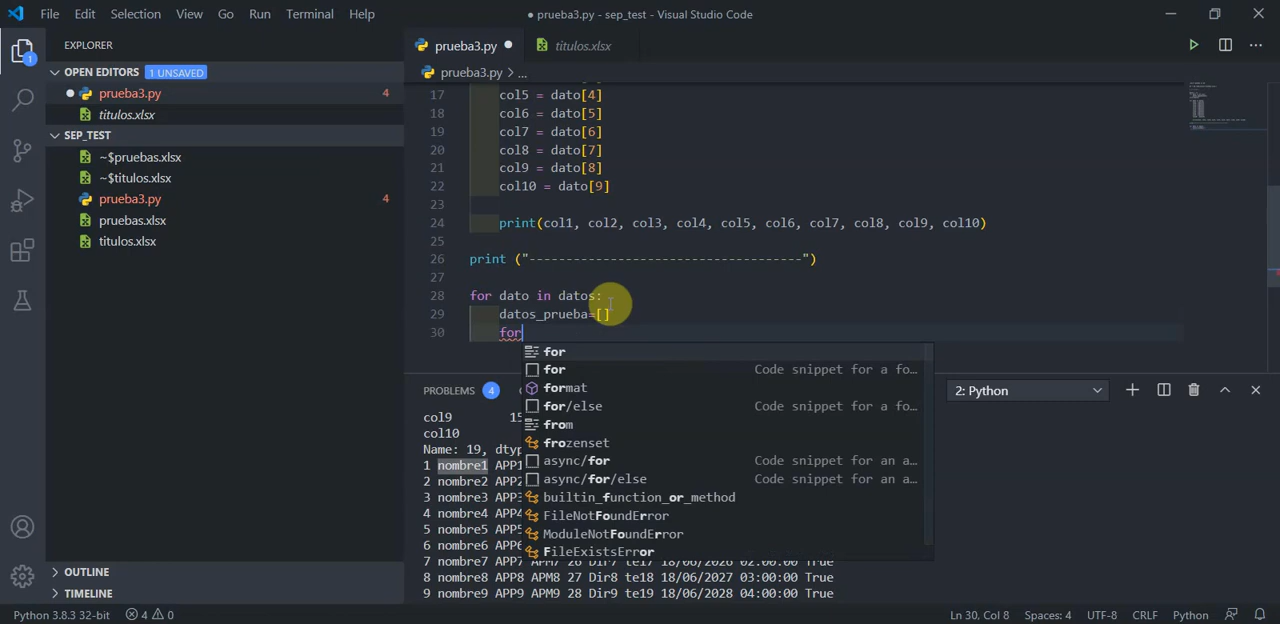 File Edit Selection View Go Run Terminal Help
● prueba3.py - sep_test - Visual Studio Code
EXPLORER
OPEN EDITORS 1 UNSAVED
prueba3.py 4
titulos.xlsx
SEP_TEST
~$pruebas.xlsx
~$titulos.xlsx
prueba3.py 4
pruebas.xlsx
titulos.xlsx
OUTLINE
TIMELINE
prueba3.py ● titulos.xlsx
prueba3.py > ...
17 col5 = dato[4]
18 col6 = dato[5]
19 col7 = dato[6]
20 col8 = dato[7]
21 col9 = dato[8]
22 col10 = dato[9]
23
24 print(col1, col2, col3, col4, col5, col6, col7, col8, col9, col10)
25
26 print ("------------------------------------")
27
28 for dato in datos:
29 datos_prueba=[]
30 for
for
for Code snippet for a fo…
format
for/else Code snippet for a fo…
from
frozenset
async/for Code snippet for an a…
async/for/else Code snippet for an a…
builtin_function_or_method
FileNotFoundError
ModuleNotFoundError
FileExistsError
PROBLEMS 4 2: Python
col9 15
col10
Name: 19, dtyp
1 nombre1 APP1
2 nombre2 APP2
3 nombre3 APP3
4 nombre4 APP4
5 nombre5 APP5
6 nombre6 APP6
7 nombre7 APP7 APM7 26 Dir7 tel7 18/06/2026 02:00:00 True
8 nombre8 APP8 APM8 27 Dir8 tel8 18/06/2027 03:00:00 True
9 nombre9 APP9 APM9 28 Dir9 tel9 18/06/2028 04:00:00 True
Python 3.8.3 32-bit 4 0 Ln 30, Col 8 Spaces: 4 UTF-8 CRLF Python